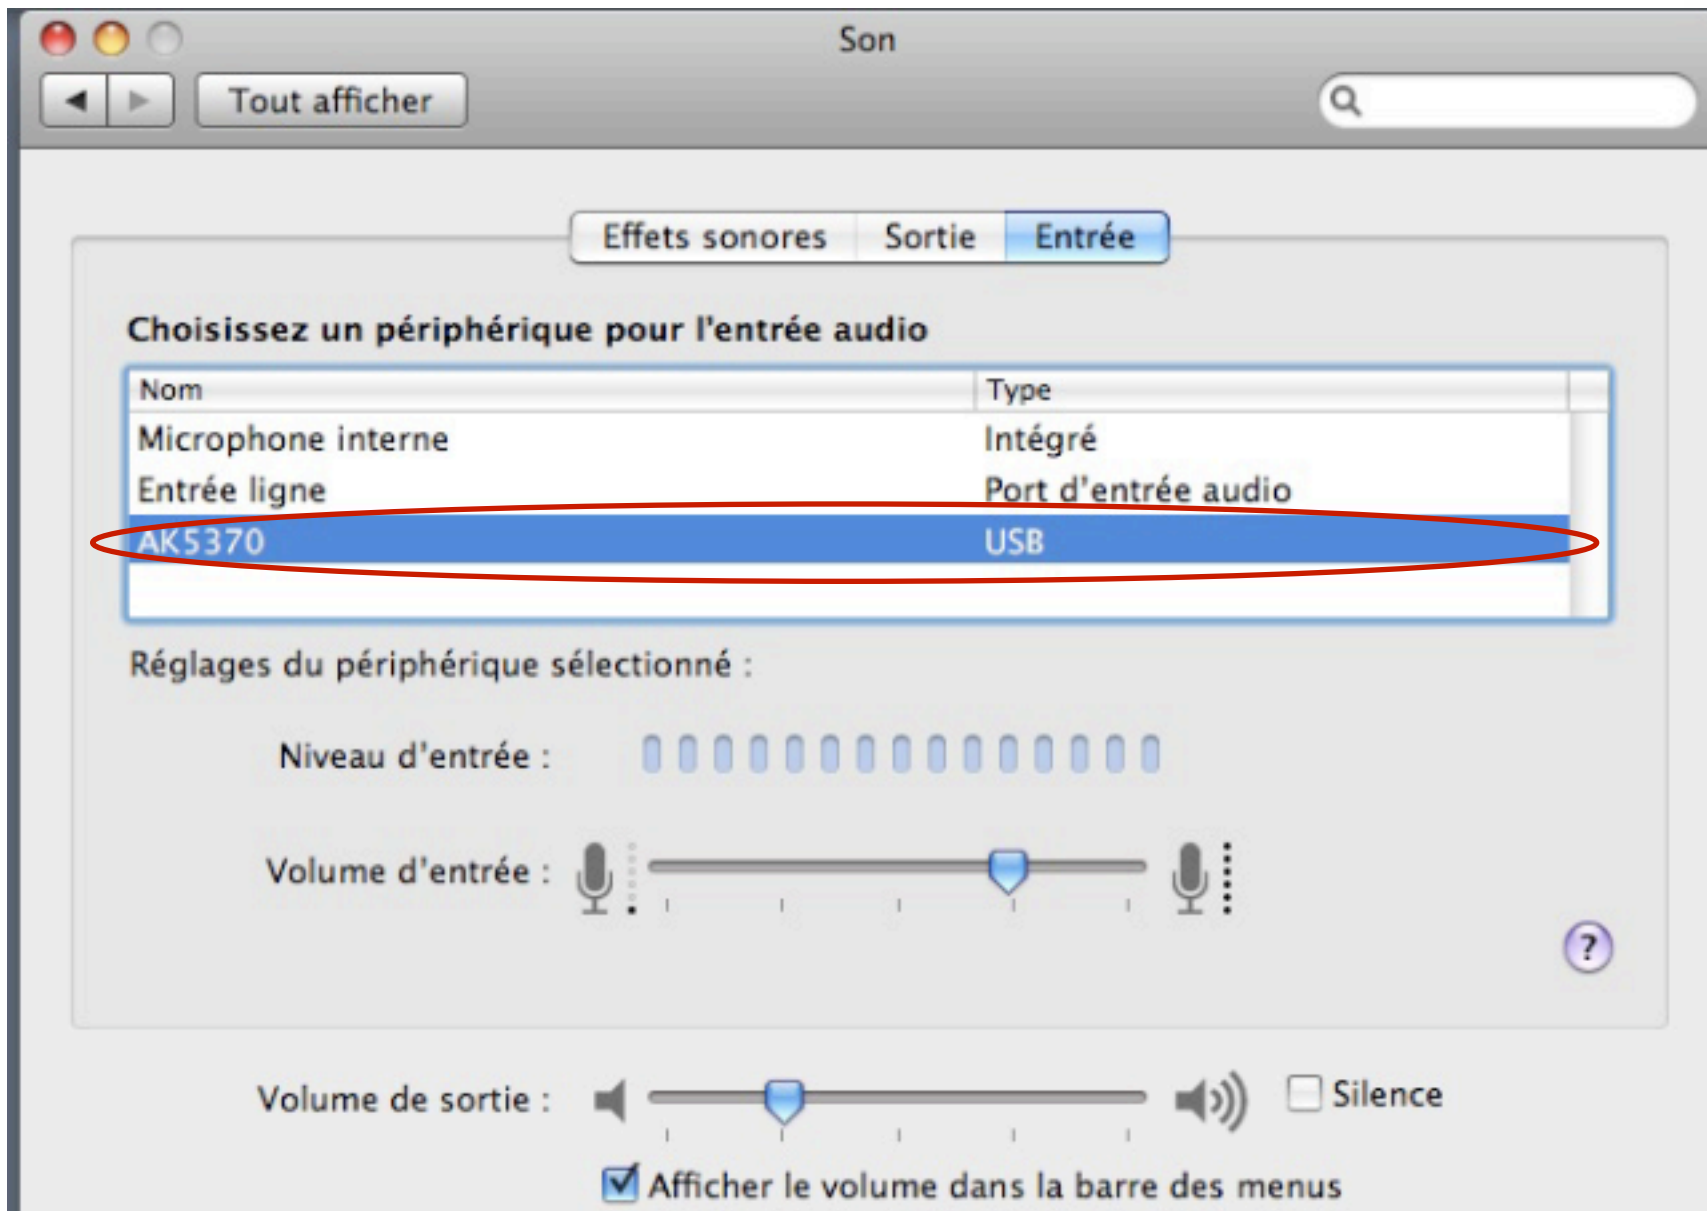 Son
Tout afficher
Effets sonores Sortie Entrée
Choisissez un périphérique pour l'entrée audio
Nom Type
Microphone interne Intégré
Entrée ligne Port d'entrée audio
AK5370 USB
Réglages du périphérique sélectionné :
Niveau d'entrée :
Volume d'entrée :
?
Volume de sortie : Silence
Afficher le volume dans la barre des menus